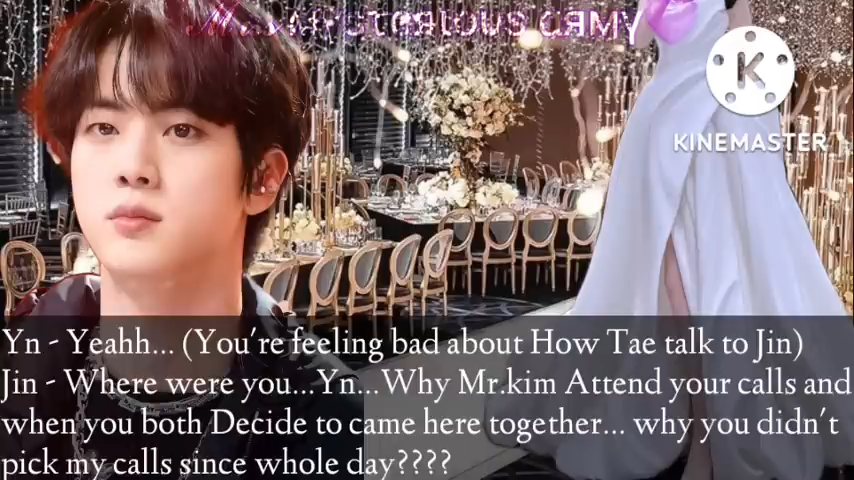 K
KINEMASTER
Yn - Yeahh... (You're feeling bad about How Tae talk to Jin)
Jin - Where were you...Yn...Why Mr.kim Attend your calls and
when you both Decide to came here together... why you didn't
pick my calls since whole day????